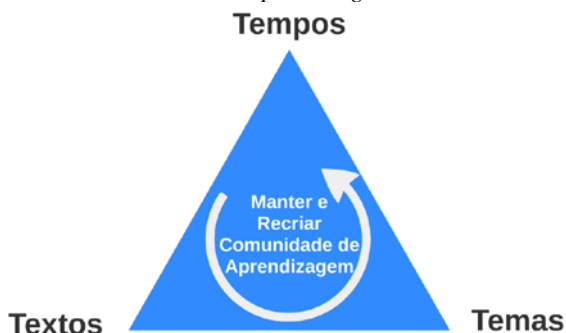 Tempos
Manter e
Recriar
Comunidade de
Aprendizagem
Textos
Temas